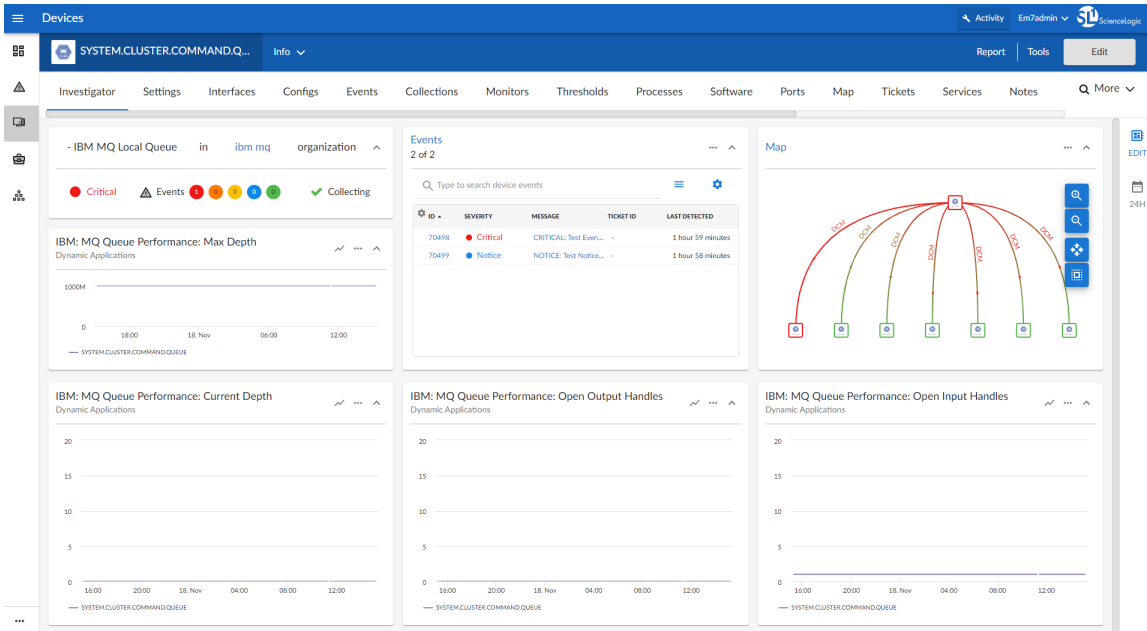 Devices
Activity
Em7admin
SL1
ScienceLogic
SYSTEM.CLUSTER.COMMAND.Q...
Info
Report
Tools
Edit
Investigator
Settings
Interfaces
Configs
Events
Collections
Monitors
Thresholds
Processes
Software
Ports
Map
Tickets
Services
Notes
More
- IBM MQ Local Queue in ibm mq organization
Critical
Events 1 0 0 0 0
Collecting
IBM: MQ Queue Performance: Max Depth
Dynamic Applications
1000M
0
18:00 18. Nov 06:00 12:00
SYSTEM.CLUSTER.COMMAND.QUEUE
Events
2 of 2
Type to search device events
ID SEVERITY MESSAGE TICKET ID LAST DETECTED
70498 Critical CRITICAL: Test Even... - 1 hour 59 minutes
70499 Notice NOTICE: Test Notice... - 1 hour 58 minutes
Map
DCM
DCM
DCM
DCM
DCM
DCM
DCM
EDIT
24H
IBM: MQ Queue Performance: Current Depth
Dynamic Applications
20
15
10
5
0
16:00 20:00 18. Nov 04:00 08:00 12:00
SYSTEM.CLUSTER.COMMAND.QUEUE
IBM: MQ Queue Performance: Open Output Handles
Dynamic Applications
20
15
10
5
0
16:00 20:00 18. Nov 04:00 08:00 12:00
SYSTEM.CLUSTER.COMMAND.QUEUE
IBM: MQ Queue Performance: Open Input Handles
Dynamic Applications
20
15
10
5
0
16:00 20:00 18. Nov 04:00 08:00 12:00
SYSTEM.CLUSTER.COMMAND.QUEUE